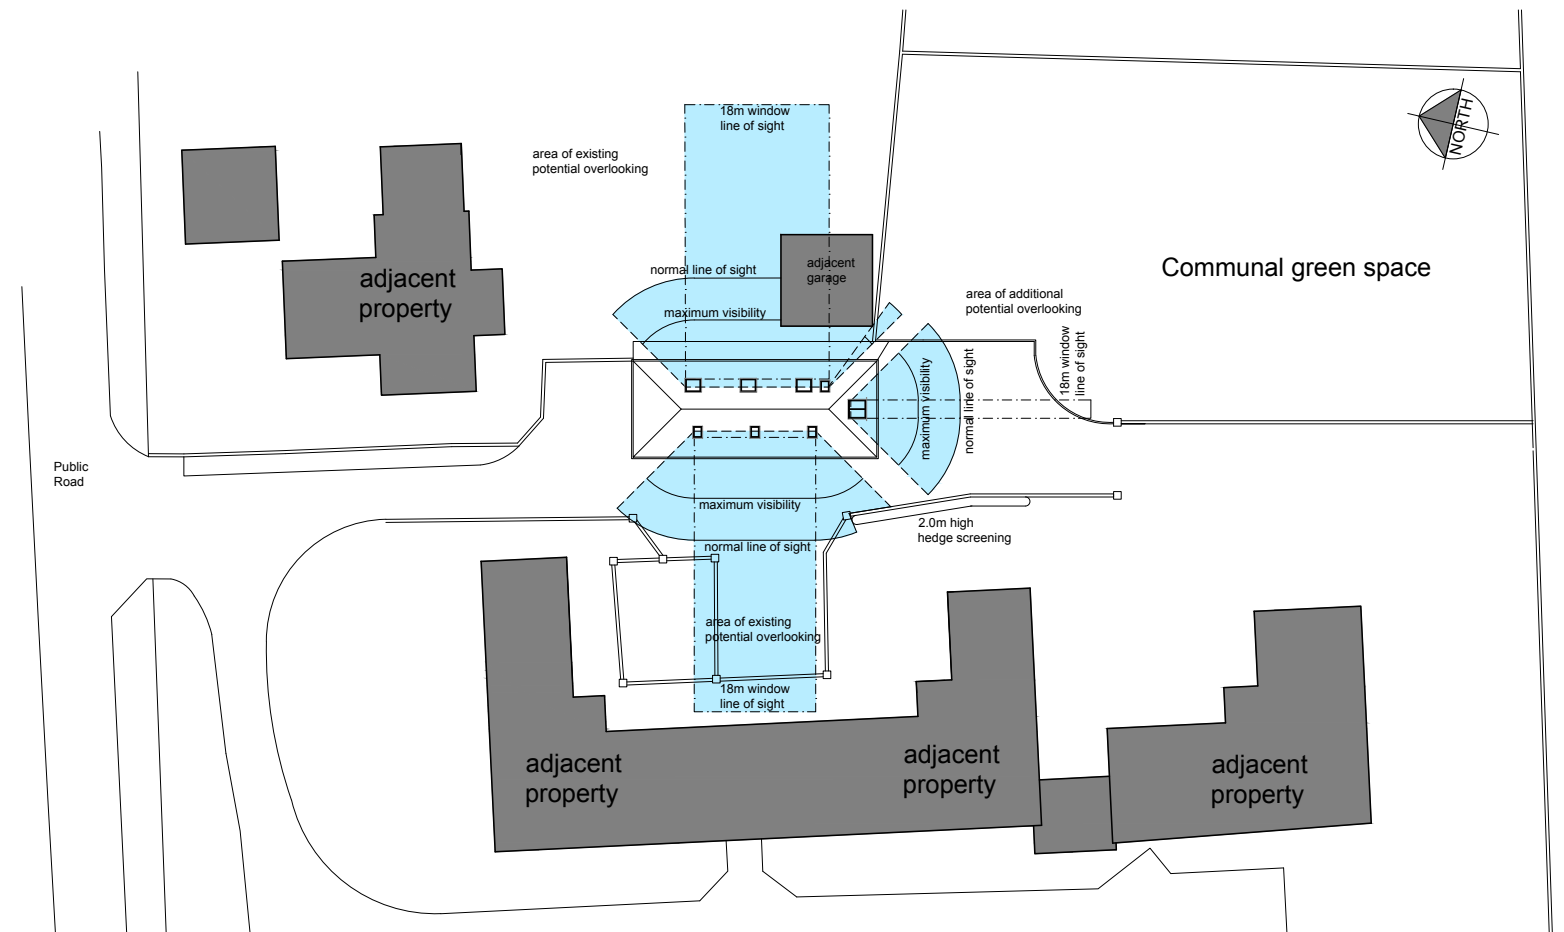 18m window
line of sight
NORTH
area of existing
potential overlooking
adjacent
property
normal line of sight
adjacent
garage
Communal green space
area of additional
potential overlooking
maximum visibility
18m window
line of sight
maximum visibility
normal line of sight
Public
Road
maximum visibility
2.0m high
hedge screening
normal line of sight
area of existing
potential overlooking
18m window
line of sight
adjacent
property
adjacent
property
adjacent
property